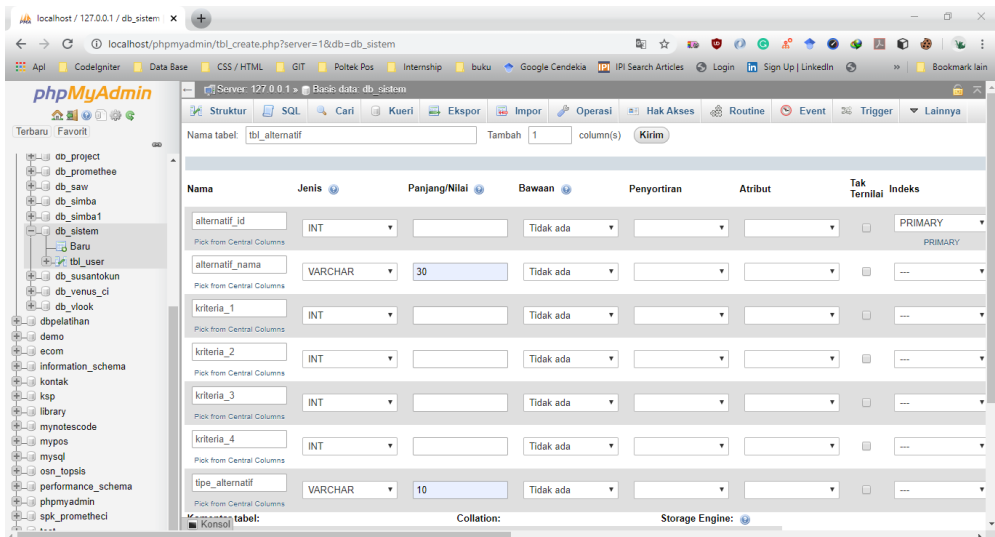 localhost / 127.0.0.1 / db_sistem
localhost/phpmyadmin/tbl_create.php?server=1&db=db_sistem
Apl CodeIgniter Data Base CSS / HTML GIT Poltek Pos Internship buku Google Cendekia IPI IPI Search Articles Login Sign Up | LinkedIn » Bookmark lain
phpMyAdmin
Terbaru Favorit
db_project
db_promethee
db_saw
db_simba
db_simba1
db_sistem
Baru
tbl_user
db_susantokun
db_venus_ci
db_vlook
dbpelatihan
demo
ecom
information_schema
kontak
ksp
library
mynotescode
mypos
mysql
osn_topsis
performance_schema
phpmyadmin
spk_prometheci
Server: 127.0.0.1 » Basis data: db_sistem
Struktur SQL Cari Kueri Ekspor Impor Operasi Hak Akses Routine Event Trigger Lainnya
Nama tabel: tbl_alternatif Tambah 1 column(s) Kirim
Nama Jenis Panjang/Nilai Bawaan Penyortiran Atribut Tak Ternilai Indeks
alternatif_id INT Tidak ada PRIMARY
Pick from Central Columns PRIMARY
alternatif_nama VARCHAR 30 Tidak ada ---
Pick from Central Columns
kriteria_1 INT Tidak ada ---
Pick from Central Columns
kriteria_2 INT Tidak ada ---
Pick from Central Columns
kriteria_3 INT Tidak ada ---
Pick from Central Columns
kriteria_4 INT Tidak ada ---
Pick from Central Columns
tipe_alternatif VARCHAR 10 Tidak ada ---
Pick from Central Columns
Komentar tabel: Collation: Storage Engine:
Konsol